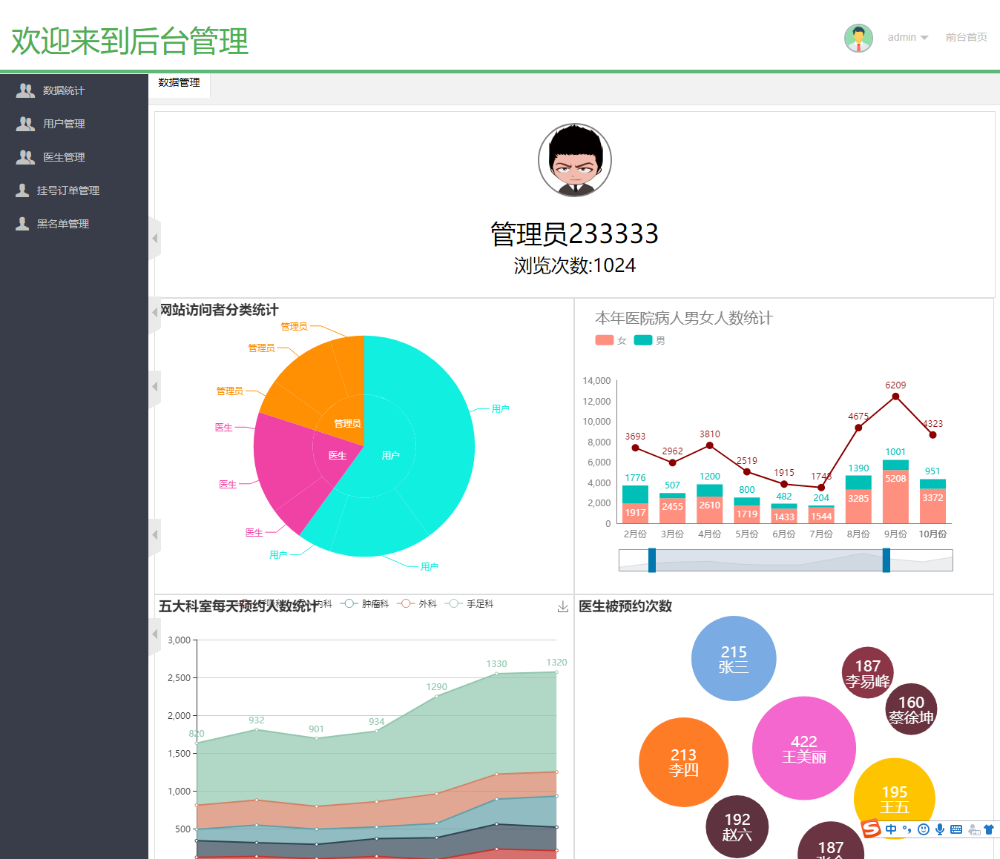 欢迎来到后台管理
admin
前台首页
数据统计
用户管理
医生管理
挂号订单管理
黑名单管理
数据管理
管理员233333
浏览次数:1024
网站访问者分类统计
管理员
管理员
管理员
医生
医生
医生
用户
用户
用户
管理员
医生
用户
本年医院病人男女人数统计
女
男
14,000
12,000
10,000
8,000
6,000
4,000
2,000
0
3693
2962
3810
2519
1915
1748
4675
6209
4323
1776
507
1200
800
482
204
1390
1001
951
1917
2455
2610
1719
1433
1544
3285
5208
3372
2月份
3月份
4月份
5月份
6月份
7月份
8月份
9月份
10月份
五大科室每天预约人数统计
内科
肿瘤科
外科
手足科
3,000
2,500
2,000
1,500
1,000
500
820
932
901
934
1290
1330
1320
医生被预约次数
215
张三
187
李易峰
160
蔡徐坤
422
王美丽
213
李四
195
王五
192
赵六
187
中